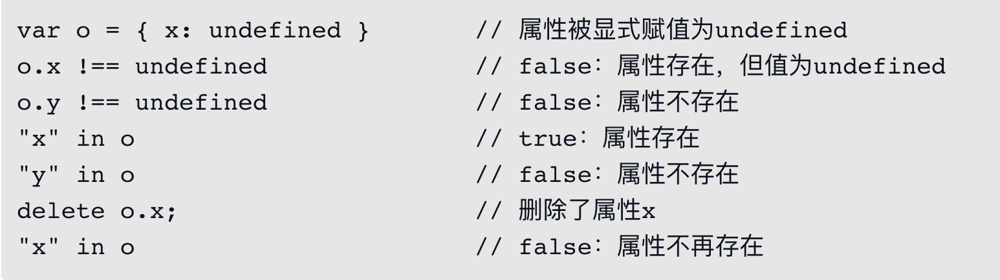 var o = { x: undefined }       // 属性被显式赋值为undefined
o.x !== undefined              // false：属性存在，但值为undefined
o.y !== undefined              // false：属性不存在
"x" in o                       // true：属性存在
"y" in o                       // false：属性不存在
delete o.x;                    // 删除了属性x
"x" in o                       // false：属性不再存在